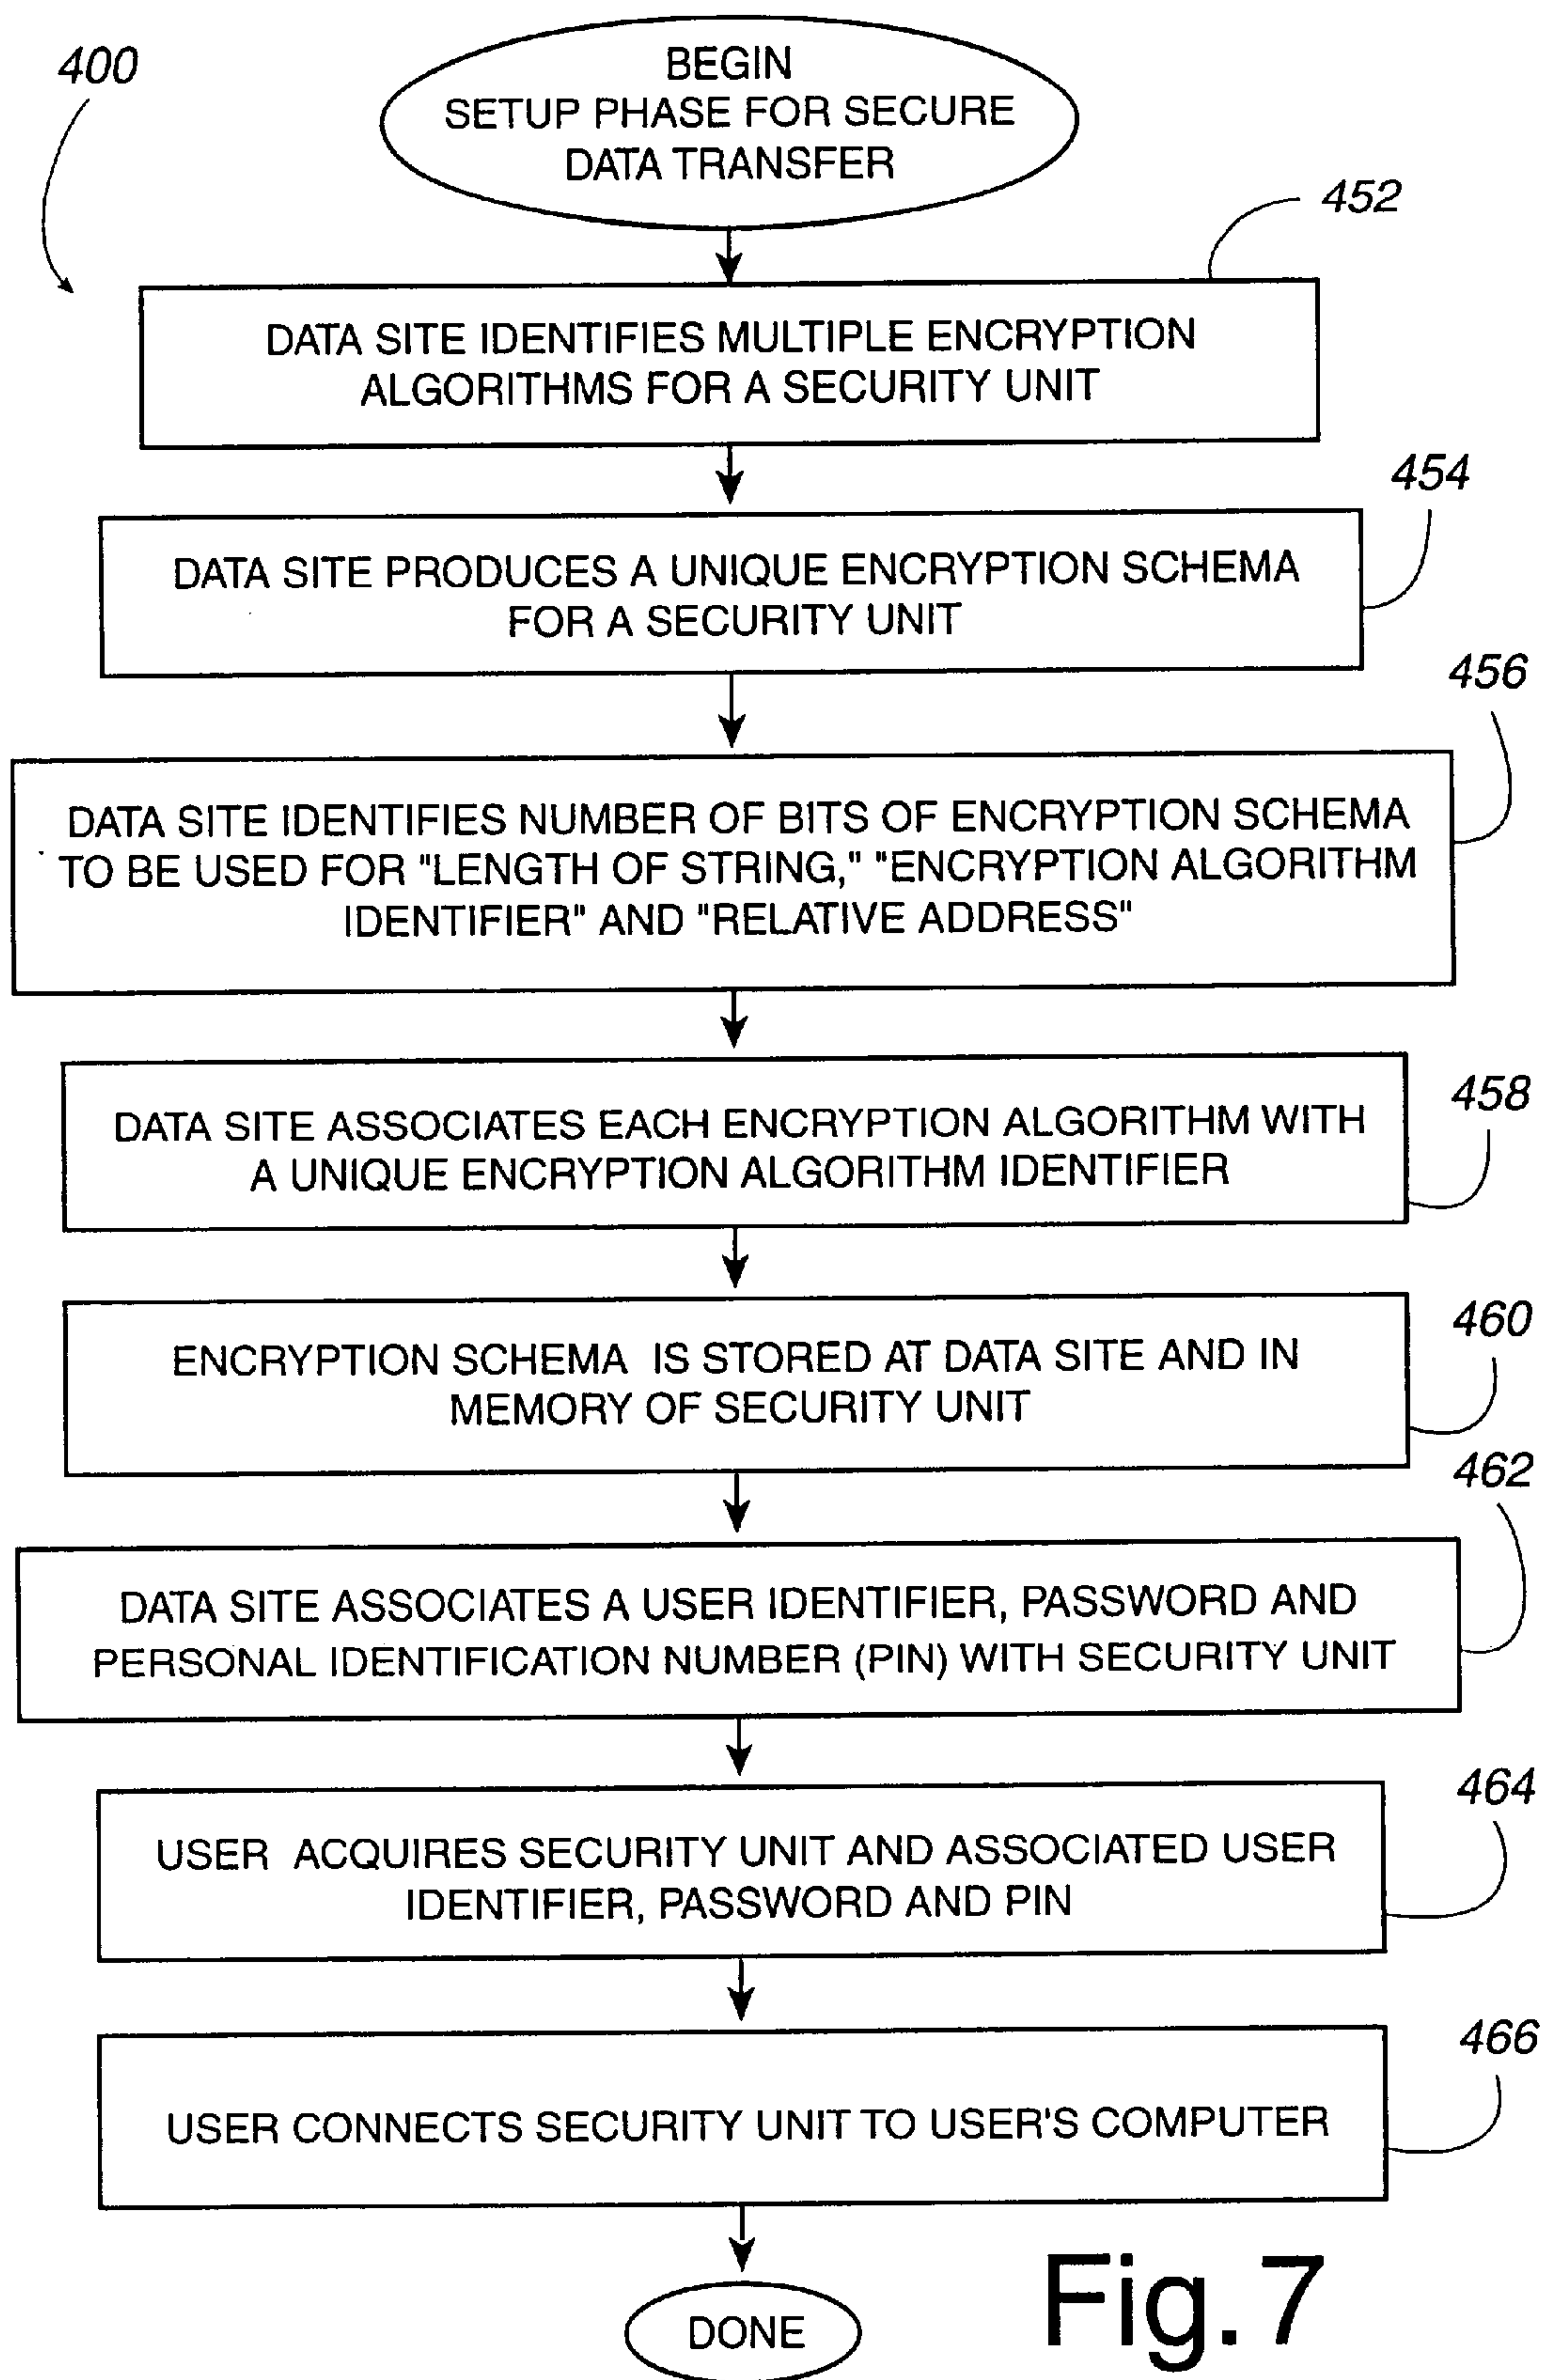 400
BEGIN
SETUP PHASE FOR SECURE
DATA TRANSFER
452
DATA SITE IDENTIFIES MULTIPLE ENCRYPTION
ALGORITHMS FOR A SECURITY UNIT
454
DATA SITE PRODUCES A UNIQUE ENCRYPTION SCHEMA
FOR A SECURITY UNIT
456
DATA SITE IDENTIFIES NUMBER OF BITS OF ENCRYPTION SCHEMA
TO BE USED FOR "LENGTH OF STRING," "ENCRYPTION ALGORITHM
IDENTIFIER" AND "RELATIVE ADDRESS"
458
DATA SITE ASSOCIATES EACH ENCRYPTION ALGORITHM WITH
A UNIQUE ENCRYPTION ALGORITHM IDENTIFIER
460
ENCRYPTION SCHEMA IS STORED AT DATA SITE AND IN
MEMORY OF SECURITY UNIT
462
DATA SITE ASSOCIATES A USER IDENTIFIER, PASSWORD AND
PERSONAL IDENTIFICATION NUMBER (PIN) WITH SECURITY UNIT
464
USER ACQUIRES SECURITY UNIT AND ASSOCIATED USER
IDENTIFIER, PASSWORD AND PIN
466
USER CONNECTS SECURITY UNIT TO USER'S COMPUTER
DONE
Fig.7